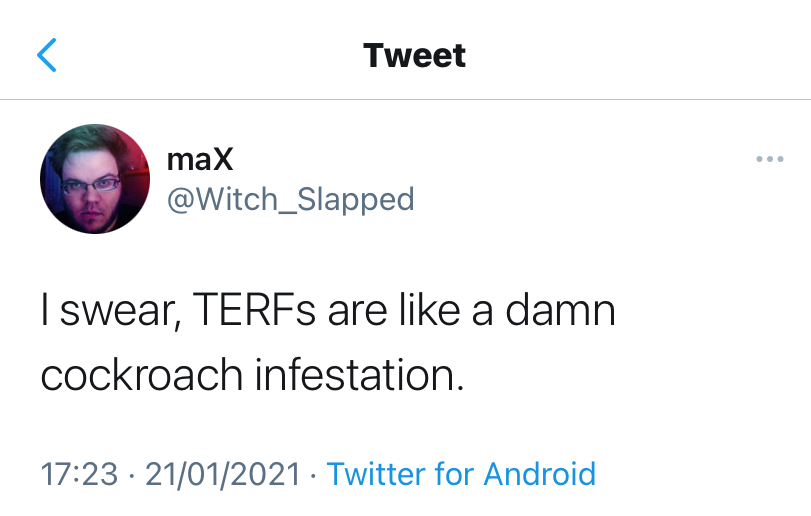 Tweet
maX
@Witch_Slapped
I swear, TERFs are like a damn
cockroach infestation.
17:23 · 21/01/2021 · Twitter for Android